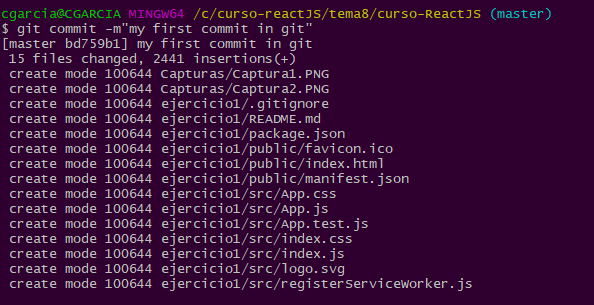 cgarcia@CGARCIA MINGW64 /c/curso-reactJS/tema8/curso-ReactJS (master)
$ git commit -m"my first commit in git"
[master bd759b1] my first commit in git
 15 files changed, 2441 insertions(+)
 create mode 100644 Capturas/Captura1.PNG
 create mode 100644 Capturas/Captura2.PNG
 create mode 100644 ejercicio1/.gitignore
 create mode 100644 ejercicio1/README.md
 create mode 100644 ejercicio1/package.json
 create mode 100644 ejercicio1/public/favicon.ico
 create mode 100644 ejercicio1/public/index.html
 create mode 100644 ejercicio1/public/manifest.json
 create mode 100644 ejercicio1/src/App.css
 create mode 100644 ejercicio1/src/App.js
 create mode 100644 ejercicio1/src/App.test.js
 create mode 100644 ejercicio1/src/index.css
 create mode 100644 ejercicio1/src/index.js
 create mode 100644 ejercicio1/src/logo.svg
 create mode 100644 ejercicio1/src/registerServiceWorker.js